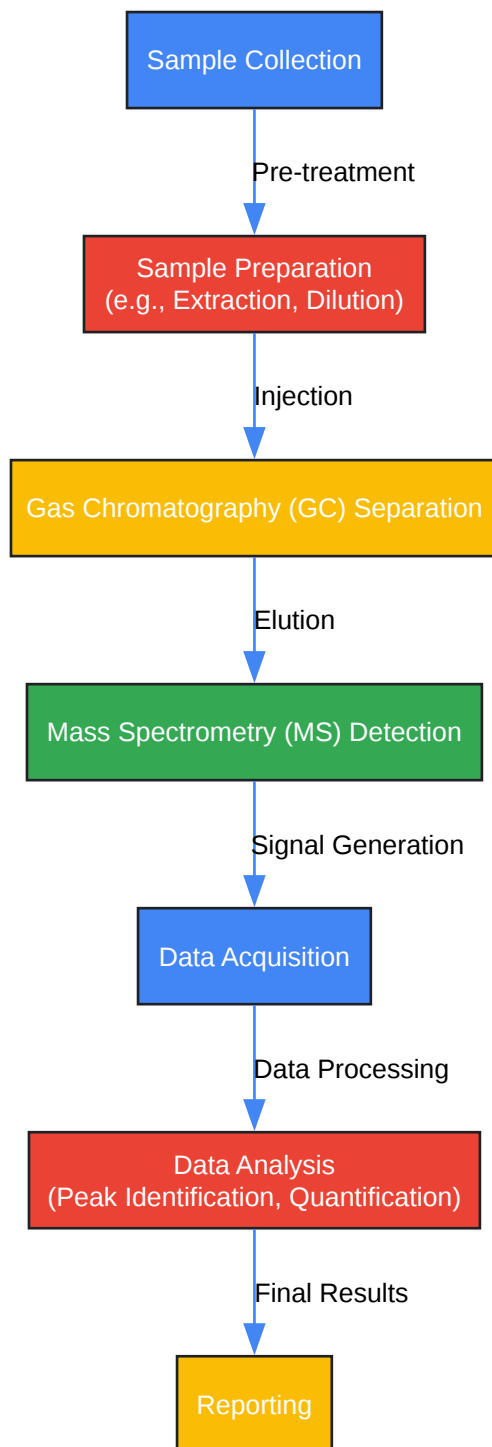 Sample Collection
Pre-treatment
Sample Preparation
(e.g., Extraction, Dilution)
Injection
Gas Chromatography (GC) Separation
Elution
Mass Spectrometry (MS) Detection
Signal Generation
Data Acquisition
Data Processing
Data Analysis
(Peak Identification, Quantification)
Final Results
Reporting